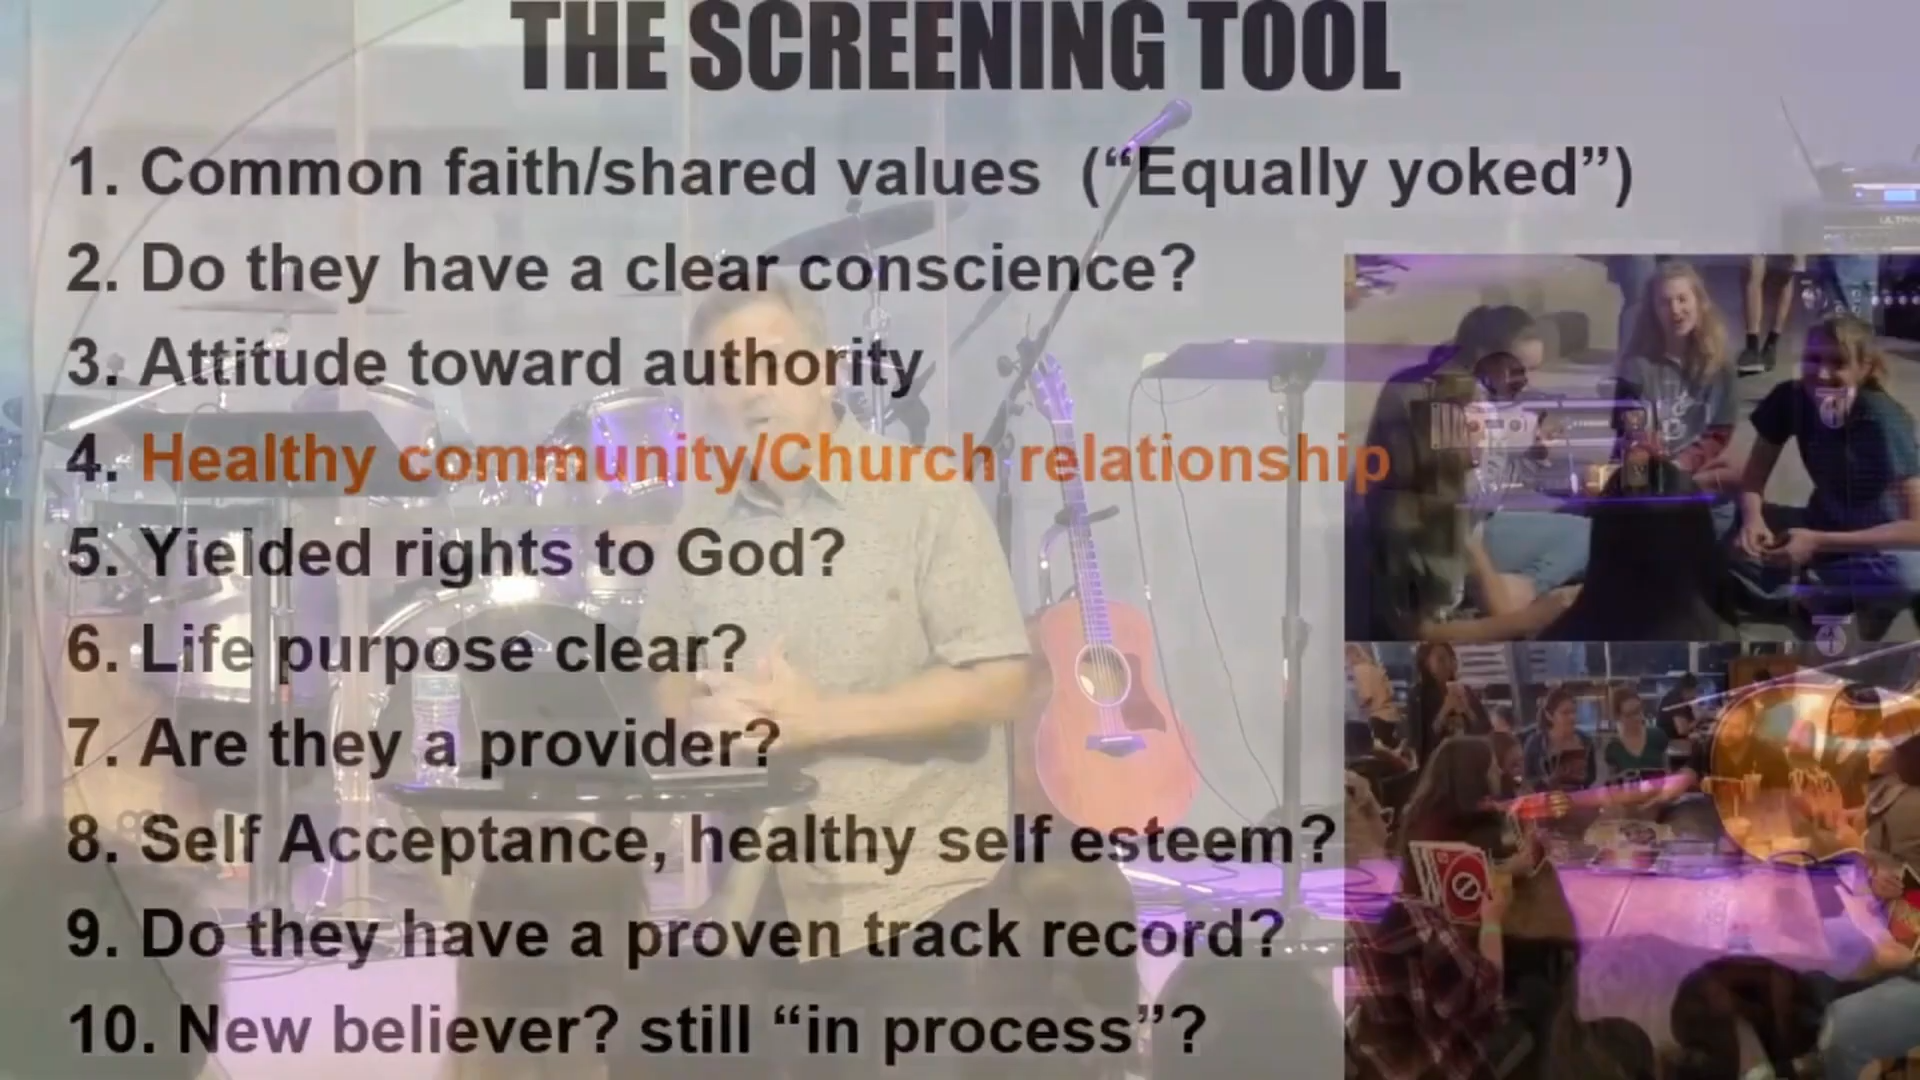 THE SCREENING TOOL
1. Common faith/shared values (“Equally yoked”)
2. Do they have a clear conscience?
3. Attitude toward authority
4. Healthy community/Church relationship
5. Yielded rights to God?
6. Life purpose clear?
7. Are they a provider?
8. Self Acceptance, healthy self esteem?
9. Do they have a proven track record?
10. New believer? still “in process”?